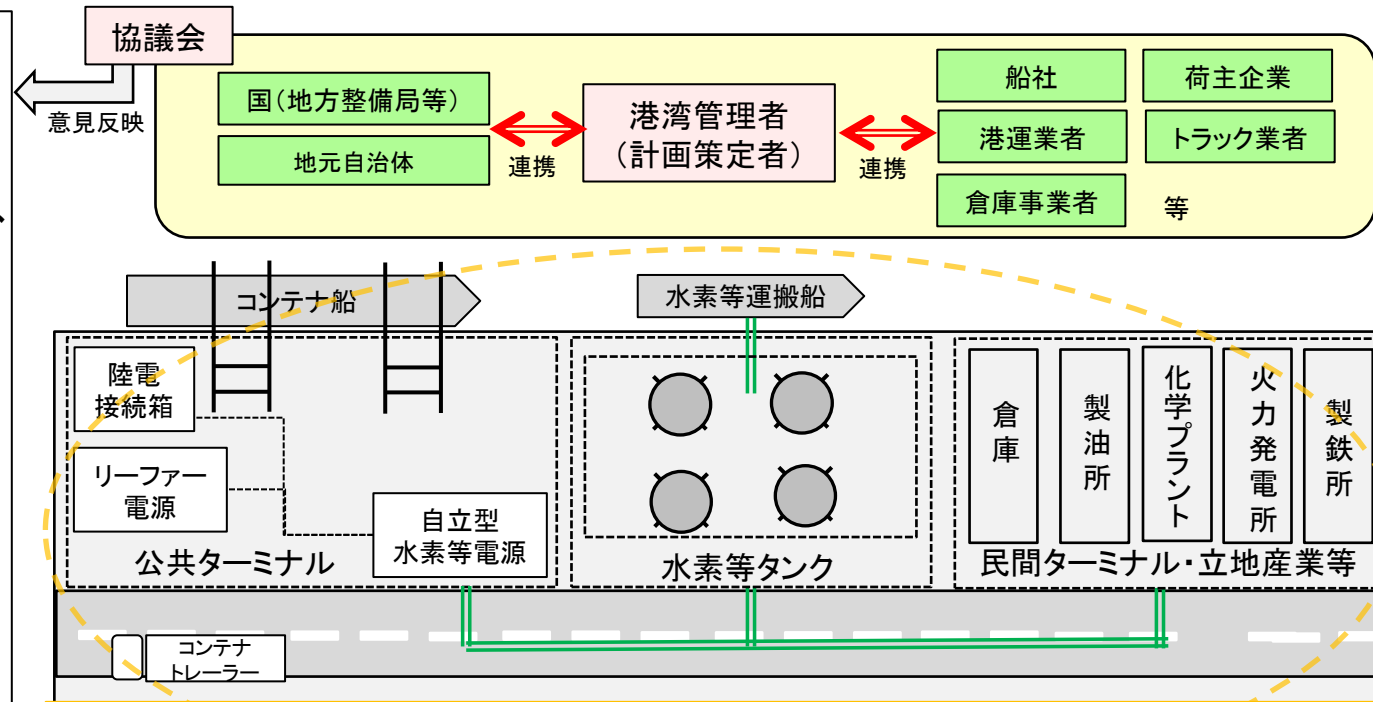 協議会
意見反映
国(地方整備局等)
地元自治体
連携
港湾管理者
(計画策定者)
連携
船社
荷主企業
港運業者
トラック業者
倉庫事業者
等
コンテナ船
水素等運搬船
陸電
接続箱
リーファー
電源
自立型
水素等電源
公共ターミナル
水素等タンク
倉庫
製油所
化学プラント
火力発電所
製鉄所
民間ターミナル・立地産業等
コンテナ
トレーラー